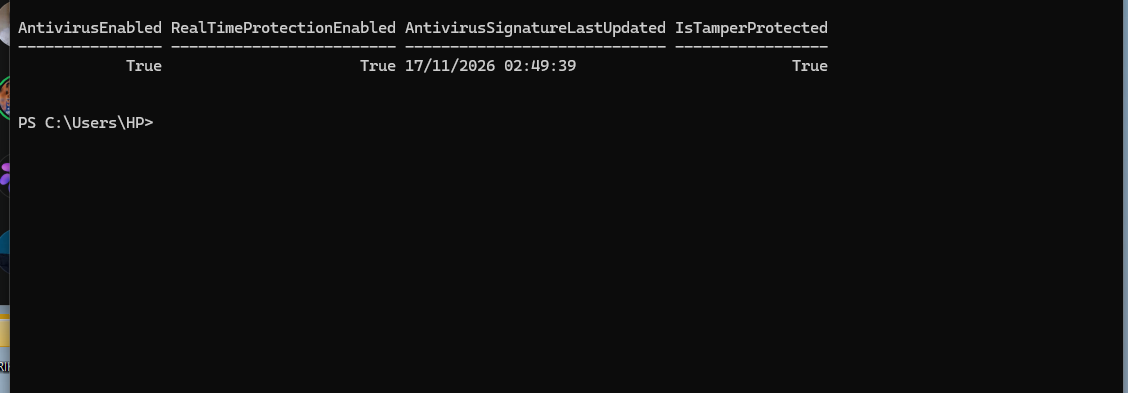 AntivirusEnabled RealTimeProtectionEnabled AntivirusSignatureLastUpdated IsTamperProtected
---------------- ------------------------- ----------------------------- -----------------
True True 17/11/2026 02:49:39 True
PS C:\Users\HP>